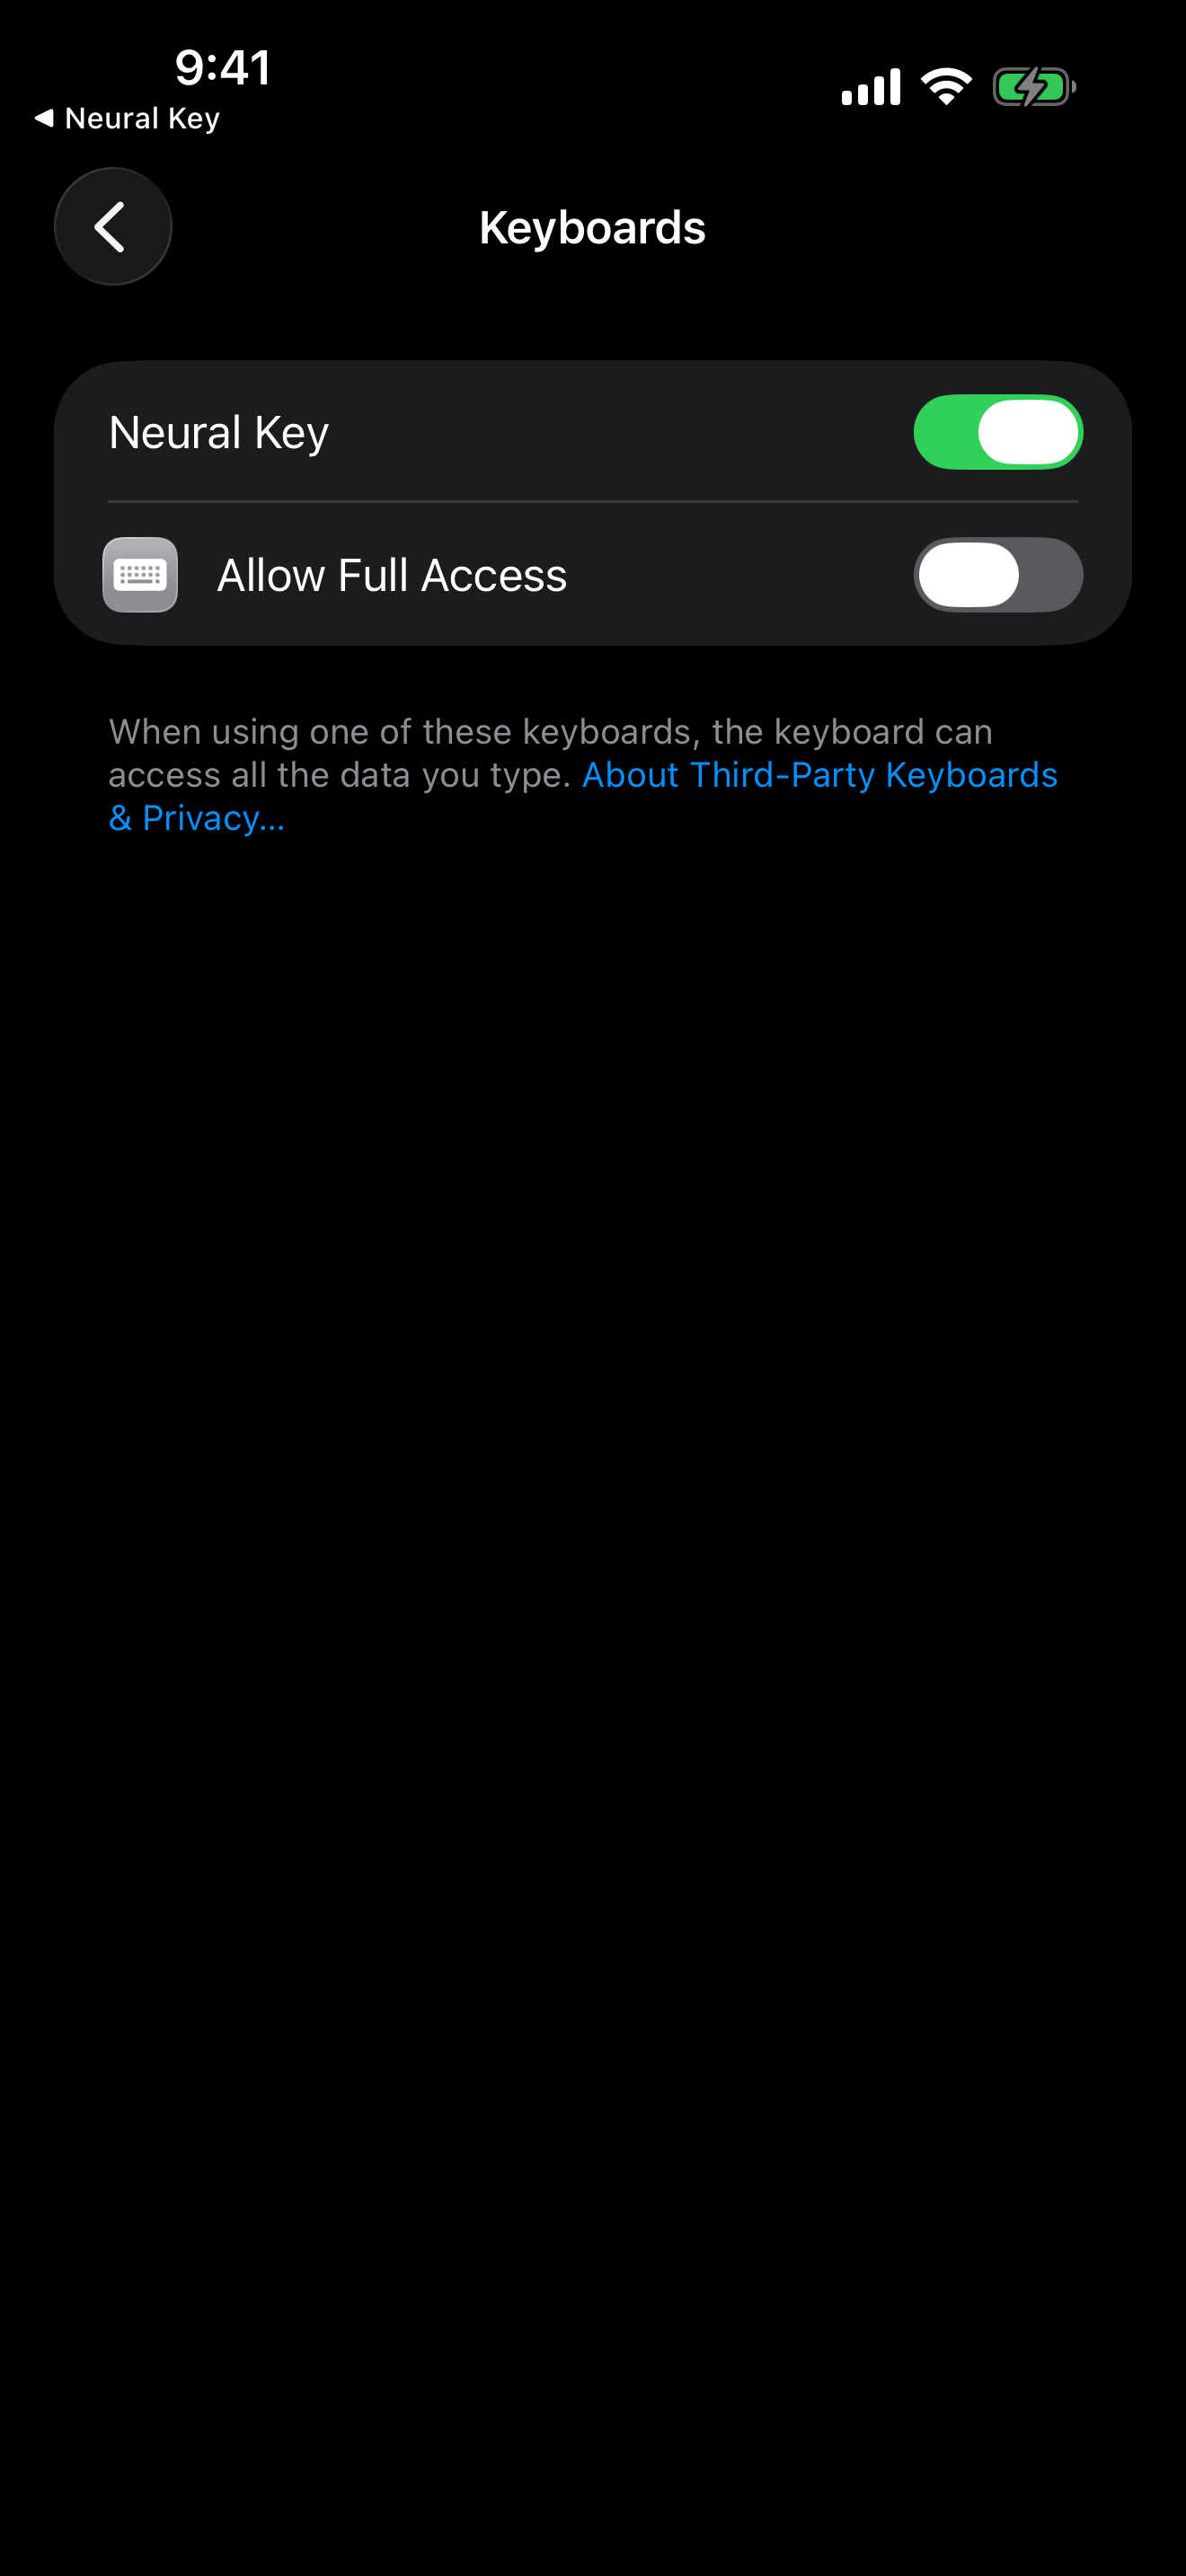 9:41
Neural Key
Keyboards
Neural Key
Allow Full Access
When using one of these keyboards, the keyboard can
access all the data you type. About Third-Party Keyboards
& Privacy...